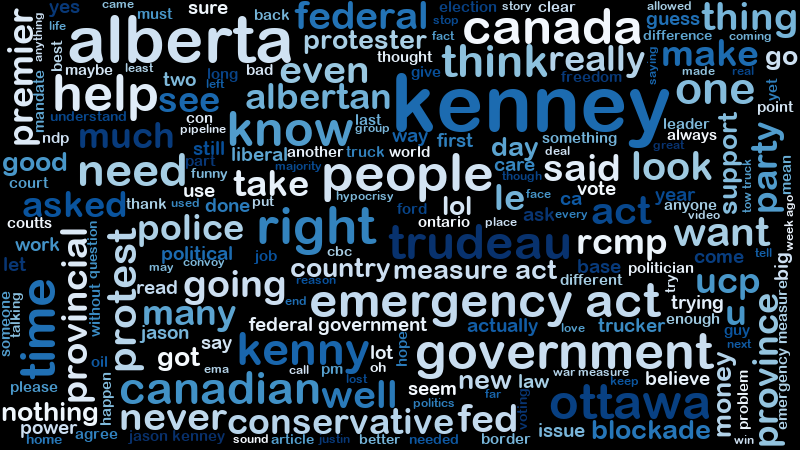 yes
came
must
sure
back
federal
election
story
clear
allowed
thing
life
anything
premier
alberta
protester
stop
fact
canada
guess
difference
coming
best
thought
think
really
saying
make
go
maybe
least
two
long
bad
even
give
freedom
made
real
mandate
help
see
left
albertan
kenney
one
yet
point
understand
con
pipeline
know
last
group
way
first
something
leader
always
ndp
much
still
liberal
another
truck
world
day
deal
support
great
party
good
need
part
funny
take
majority
people
care
though
said
look
tow truck
mean
court
use
hypocrisy
le
face
ca
vote
year
week ago
asked
thank
used
done
put
right
ford
lol
ask
every
act
anyone
video
coutts
work
without question
police
ontario
place
trudeau
rcmp
want
let
provincial
protest
political
job
cbc
country
measure act
base
politician
come
tell
big
may
convoy
reason
different
try
ucp
someone
talking
time
read
going
end
emergency act
trying
u
province
emergency measure
many
jason
federal government
actually
love
trucker
enough
guy
next
say
kenny
hope
government
oil
got
ema
call
pm
lot
oh
war measure
keep
believe
money
problem
please
happen
canadian
lost
well
seem
new
law
far
voting
ottawa
nothing
never
politics
conservative
fed
issue
blockade
power
home
agree
jason kenney
sound
article
justin
better
needed
border
win